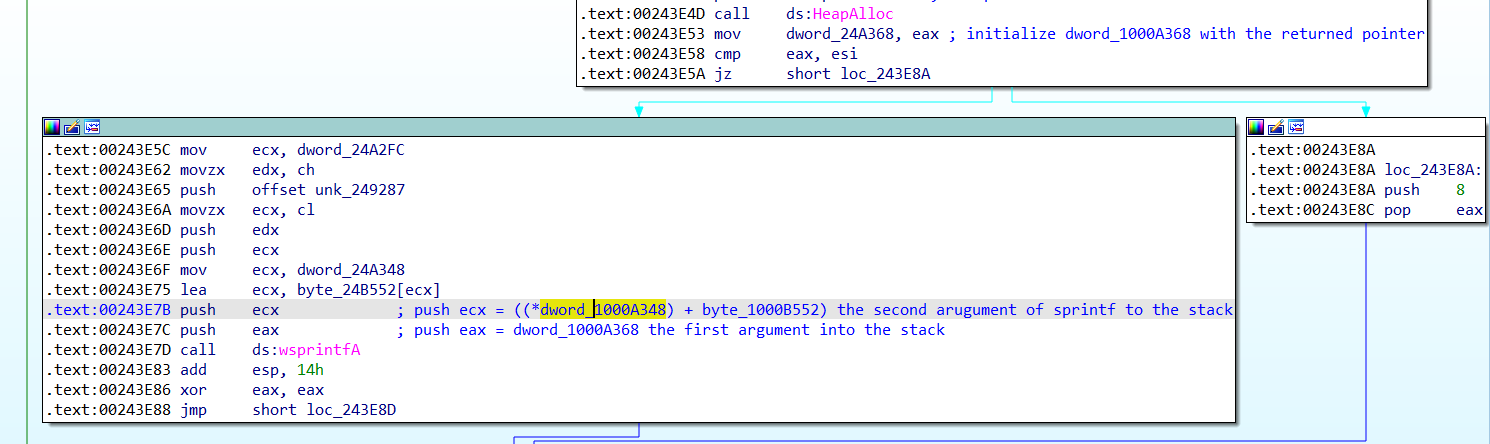 .text:00243E4D call ds:HeapAlloc
.text:00243E53 mov dword_24A368, eax ; initialize dword_1000A368 with the returned pointer
.text:00243E58 cmp eax, esi
.text:00243E5A jz short loc_243E8A
.text:00243E5C mov ecx, dword_24A2FC
.text:00243E62 movzx edx, ch
.text:00243E65 push offset unk_249287
.text:00243E6A movzx ecx, cl
.text:00243E6D push edx
.text:00243E6E push ecx
.text:00243E6F mov ecx, dword_24A348
.text:00243E75 lea ecx, byte_24B552[ecx]
.text:00243E7B push ecx ; push ecx = ((*dword_1000A348) + byte_1000B552) the second arugument of sprintf to the stack
.text:00243E7C push eax ; push eax = dword_1000A368 the first argument into the stack
.text:00243E7D call ds:wsprintfA
.text:00243E83 add esp, 14h
.text:00243E86 xor eax, eax
.text:00243E88 jmp short loc_243E8D
.text:00243E8A
.text:00243E8A loc_243E8A:
.text:00243E8A push 8
.text:00243E8C pop eax